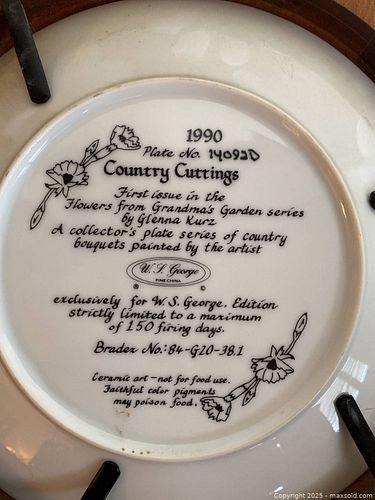 1990
Plate No. 14092D
Country Cuttings
First issue in the
Flowers from Grandma's Garden series
by Glenna Kurz
A collector's plate series of country
bouquets painted by the artist
W. S. George
FINE CHINA
® ©
exclusively for W. S. George. Edition
strictly limited to a maximum
of 150 firing days.
Bradex No.: 84-G20-38.1
Ceramic art – not for food use.
Faithful color pigments
may poison food.
Copyright 2025 - maxsold.com